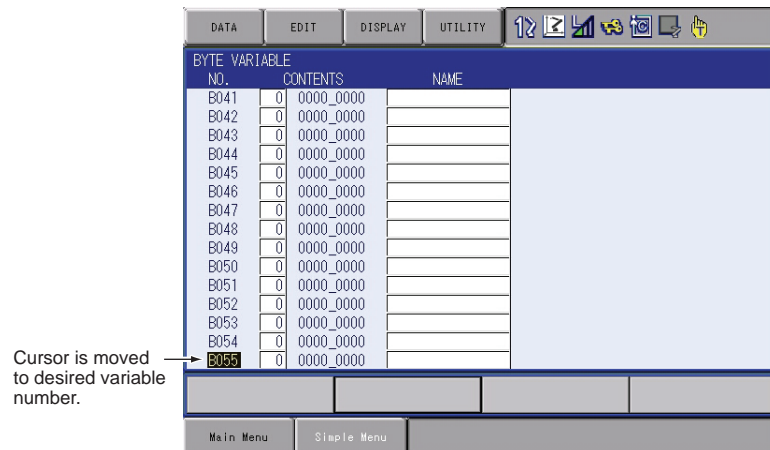 DATA EDIT DISPLAY UTILITY
BYTE VARIABLE
NO. CONTENTS NAME
B041 0 0000_0000
B042 0 0000_0000
B043 0 0000_0000
B044 0 0000_0000
B045 0 0000_0000
B046 0 0000_0000
B047 0 0000_0000
B048 0 0000_0000
B049 0 0000_0000
B050 0 0000_0000
B051 0 0000_0000
B052 0 0000_0000
B053 0 0000_0000
B054 0 0000_0000
B055 0 0000_0000
Cursor is moved
to desired variable
number.
Main Menu Simple Menu